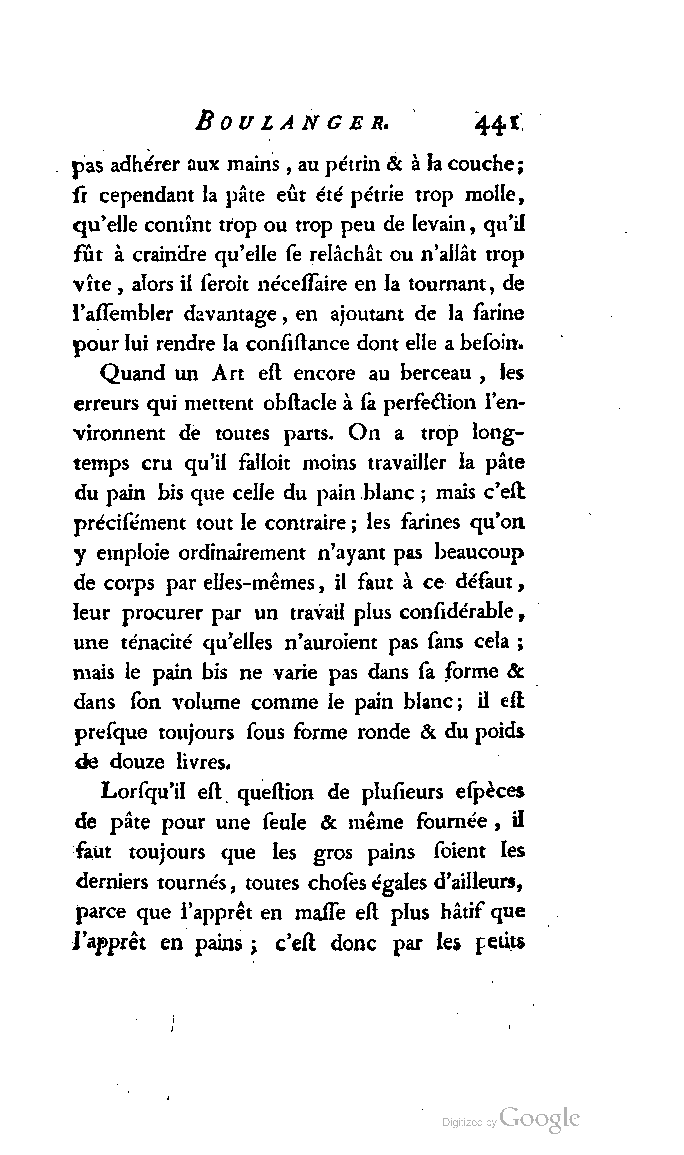 BOULANGER. 441
pas adhérer aux mains, au pétrin & à la couche;
ſi cependant la pâte eût été pétrie trop molle,
qu'elle contînt trop ou trop peu de levain, qu'il
fût à craindre qu'elle ſe relâchât ou n'allât trop
vîte, alors il ſeroit néceſſaire en la tournant, de
l'aſſembler davantage, en ajoutant de la farine
pour lui rendre la conſiſtance dont elle a beſoin.
Quand un Art eſt encore au berceau, les
erreurs qui mettent obſtacle à ſa perfection l'en-
vironnent de toutes parts. On a trop long-
temps cru qu'il falloit moins travailler la pâte
du pain bis que celle du pain blanc; mais c'eſt
préciſément tout le contraire; les farines qu'on
y emploie ordinairement n'ayant pas beaucoup
de corps par elles-mêmes, il faut à ce défaut,
leur procurer par un travail plus conſidérable,
une ténacité qu'elles n'auroient pas ſans cela;
mais le pain bis ne varie pas dans ſa forme &
dans ſon volume comme le pain blanc; il eſt
preſque toujours ſous forme ronde & du poids
de douze livres.
Lorſqu'il eſt queſtion de pluſieurs eſpèces
de pâte pour une ſeule & même fournée, il
faut toujours que les gros pains ſoient les
derniers tournés, toutes choſes égales d'ailleurs,
parce que l'apprêt en maſſe eſt plus hâtif que
l'apprêt en pains; c'eſt donc par les petits
Digitized by Google